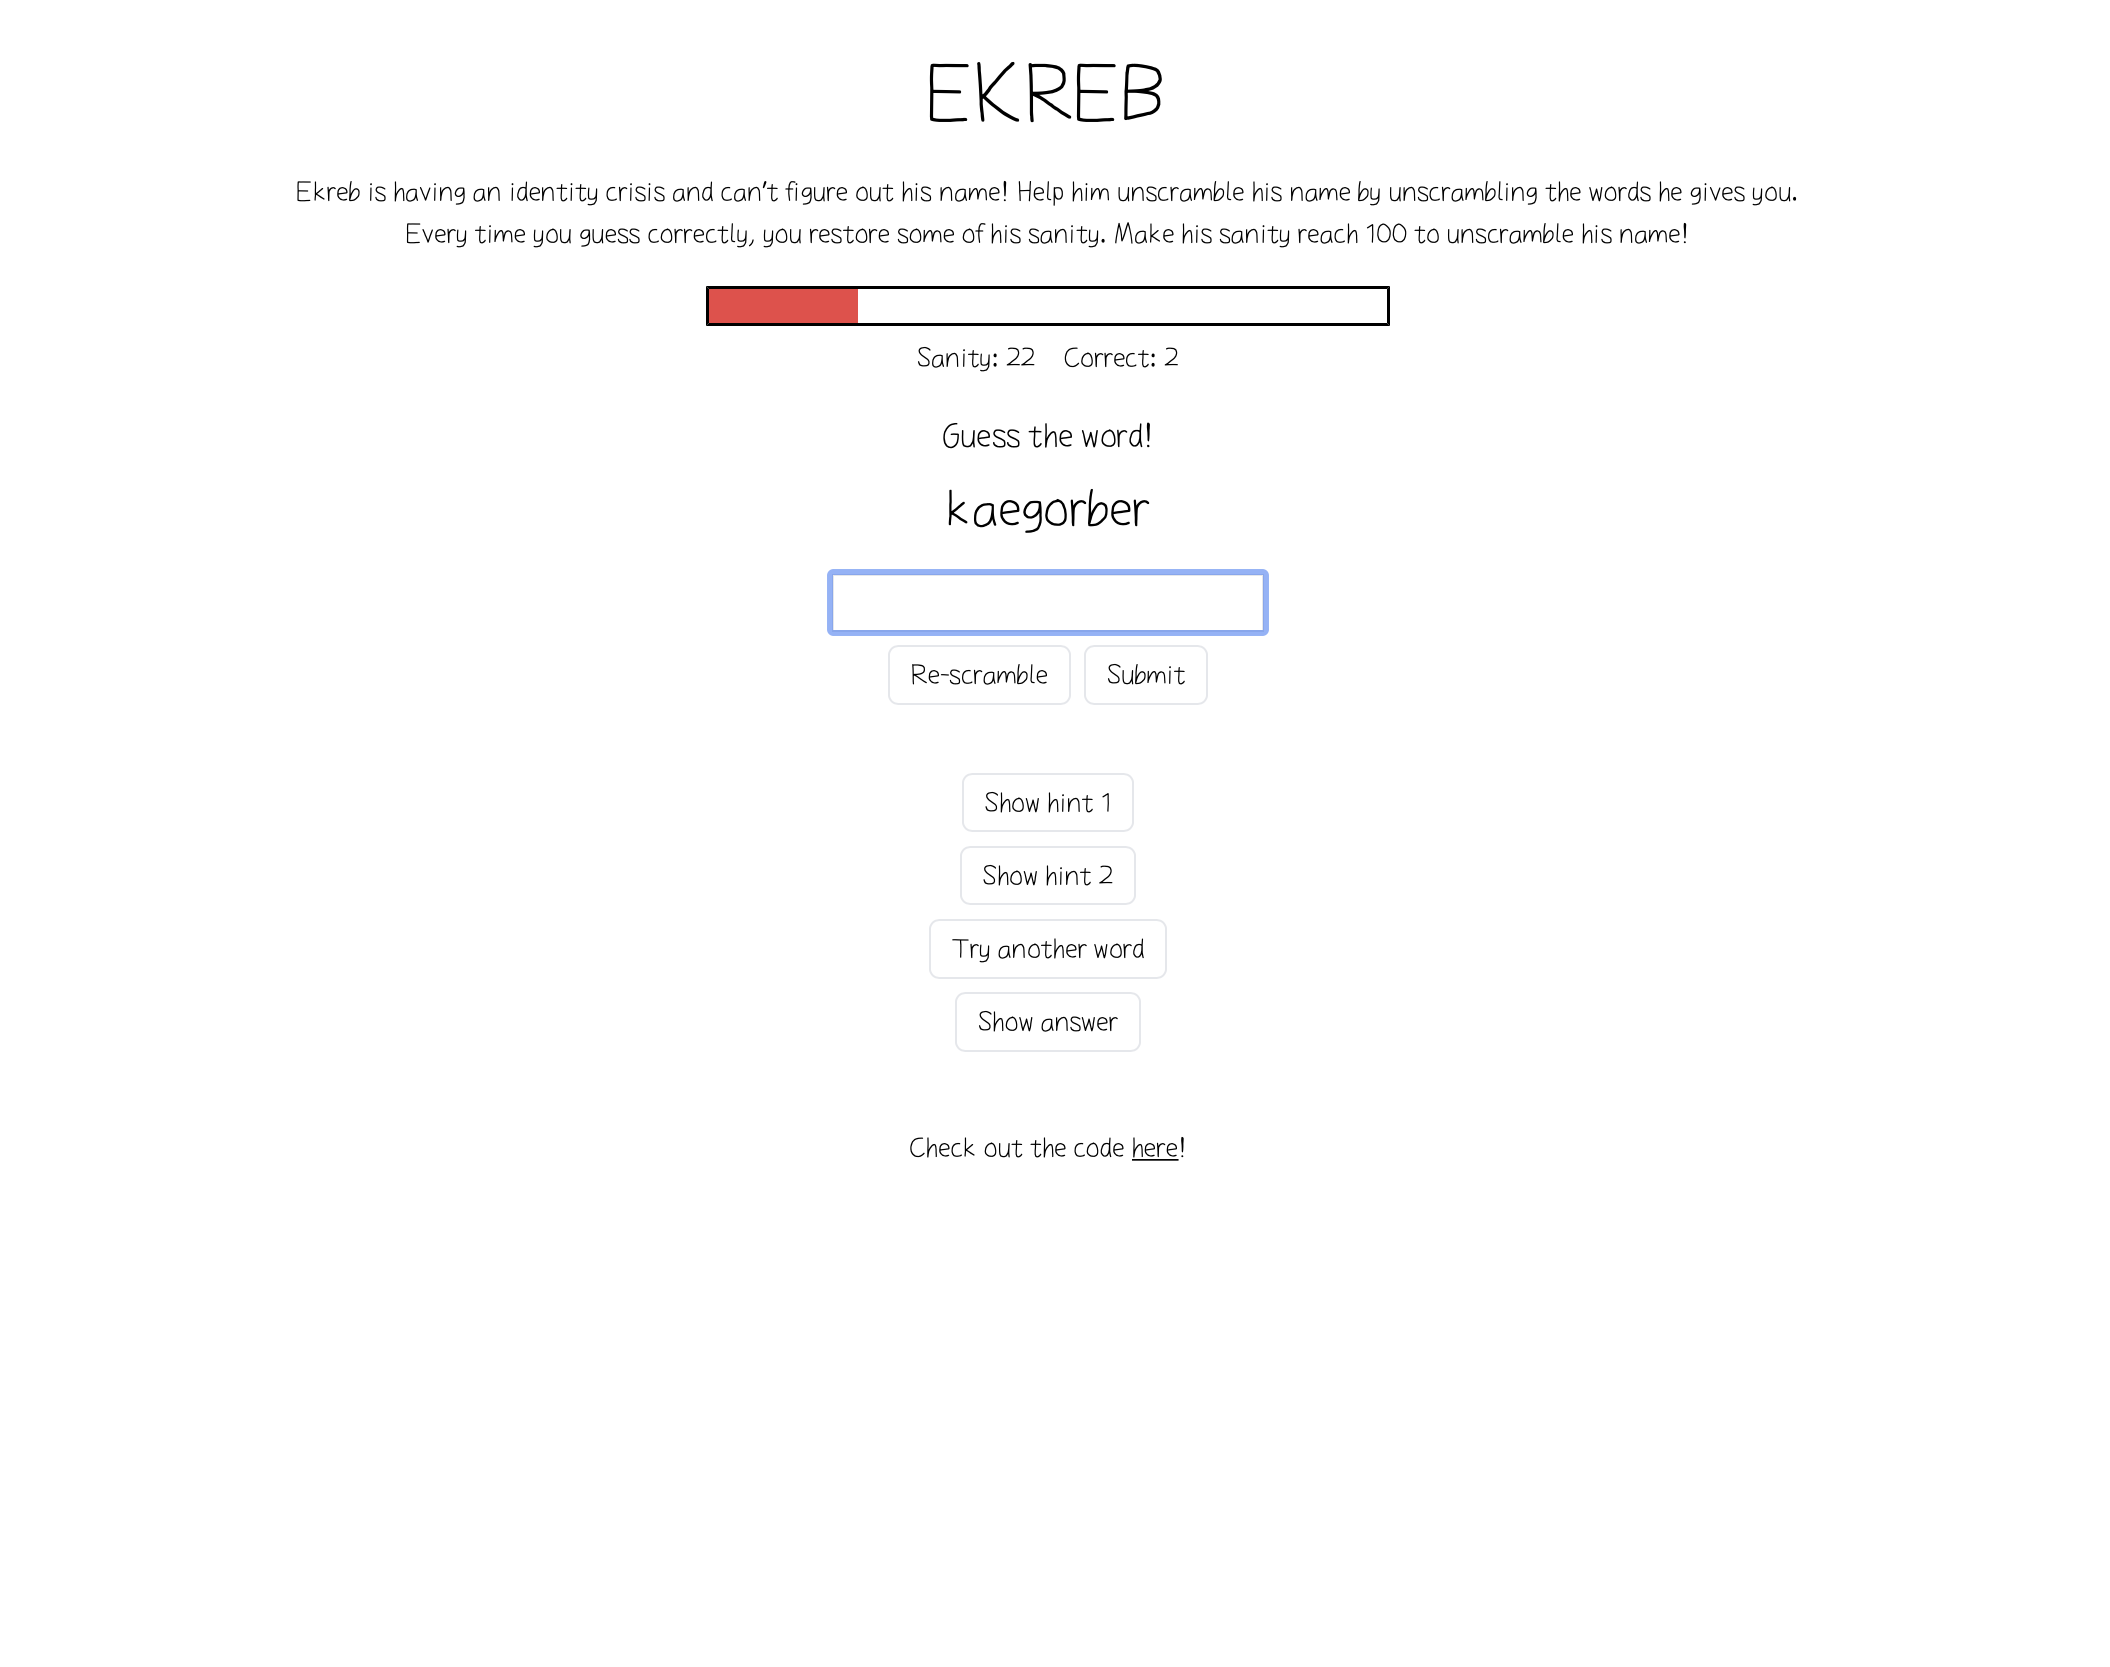 EKREB
Ekreb is having an identity crisis and can't figure out his name! Help him unscramble his name by unscrambling the words he gives you.
Every time you guess correctly, you restore some of his sanity. Make his sanity reach 100 to unscramble his name!
Sanity: 22 Correct: 2
Guess the word!
kaegorber
Re-scramble Submit
Show hint 1
Show hint 2
Try another word
Show answer
Check out the code here!